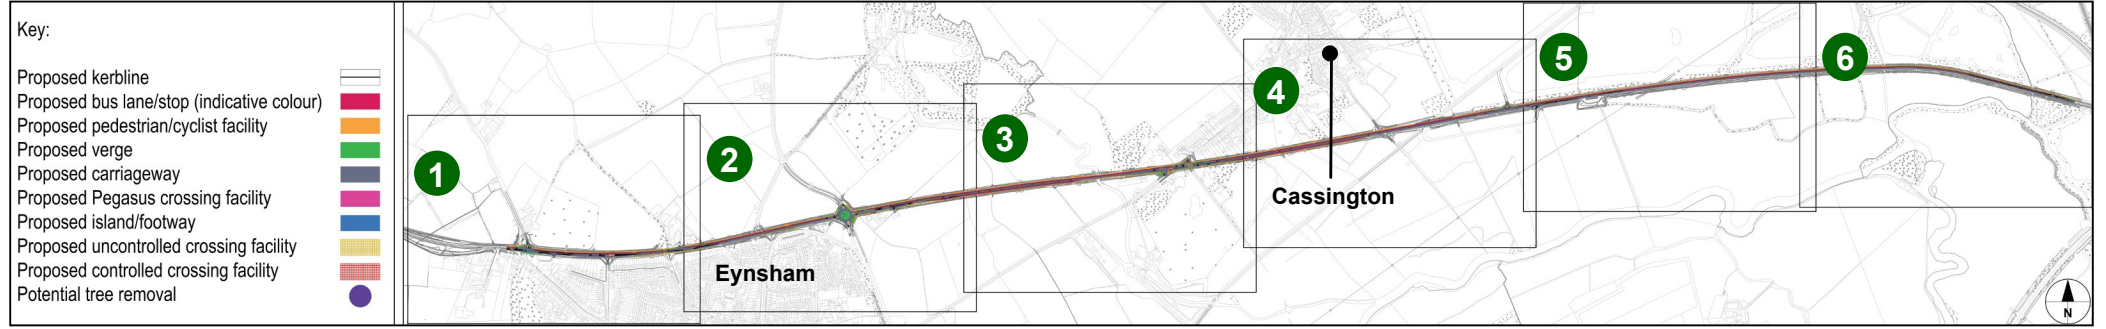 Key:
Proposed kerbline
Proposed bus lane/stop (indicative colour)
Proposed pedestrian/cyclist facility
Proposed verge
Proposed carriageway
Proposed Pegasus crossing facility
Proposed island/footway
Proposed uncontrolled crossing facility
Proposed controlled crossing facility
Potential tree removal
1
2
3
4
5
6
Eynsham
Cassington
N